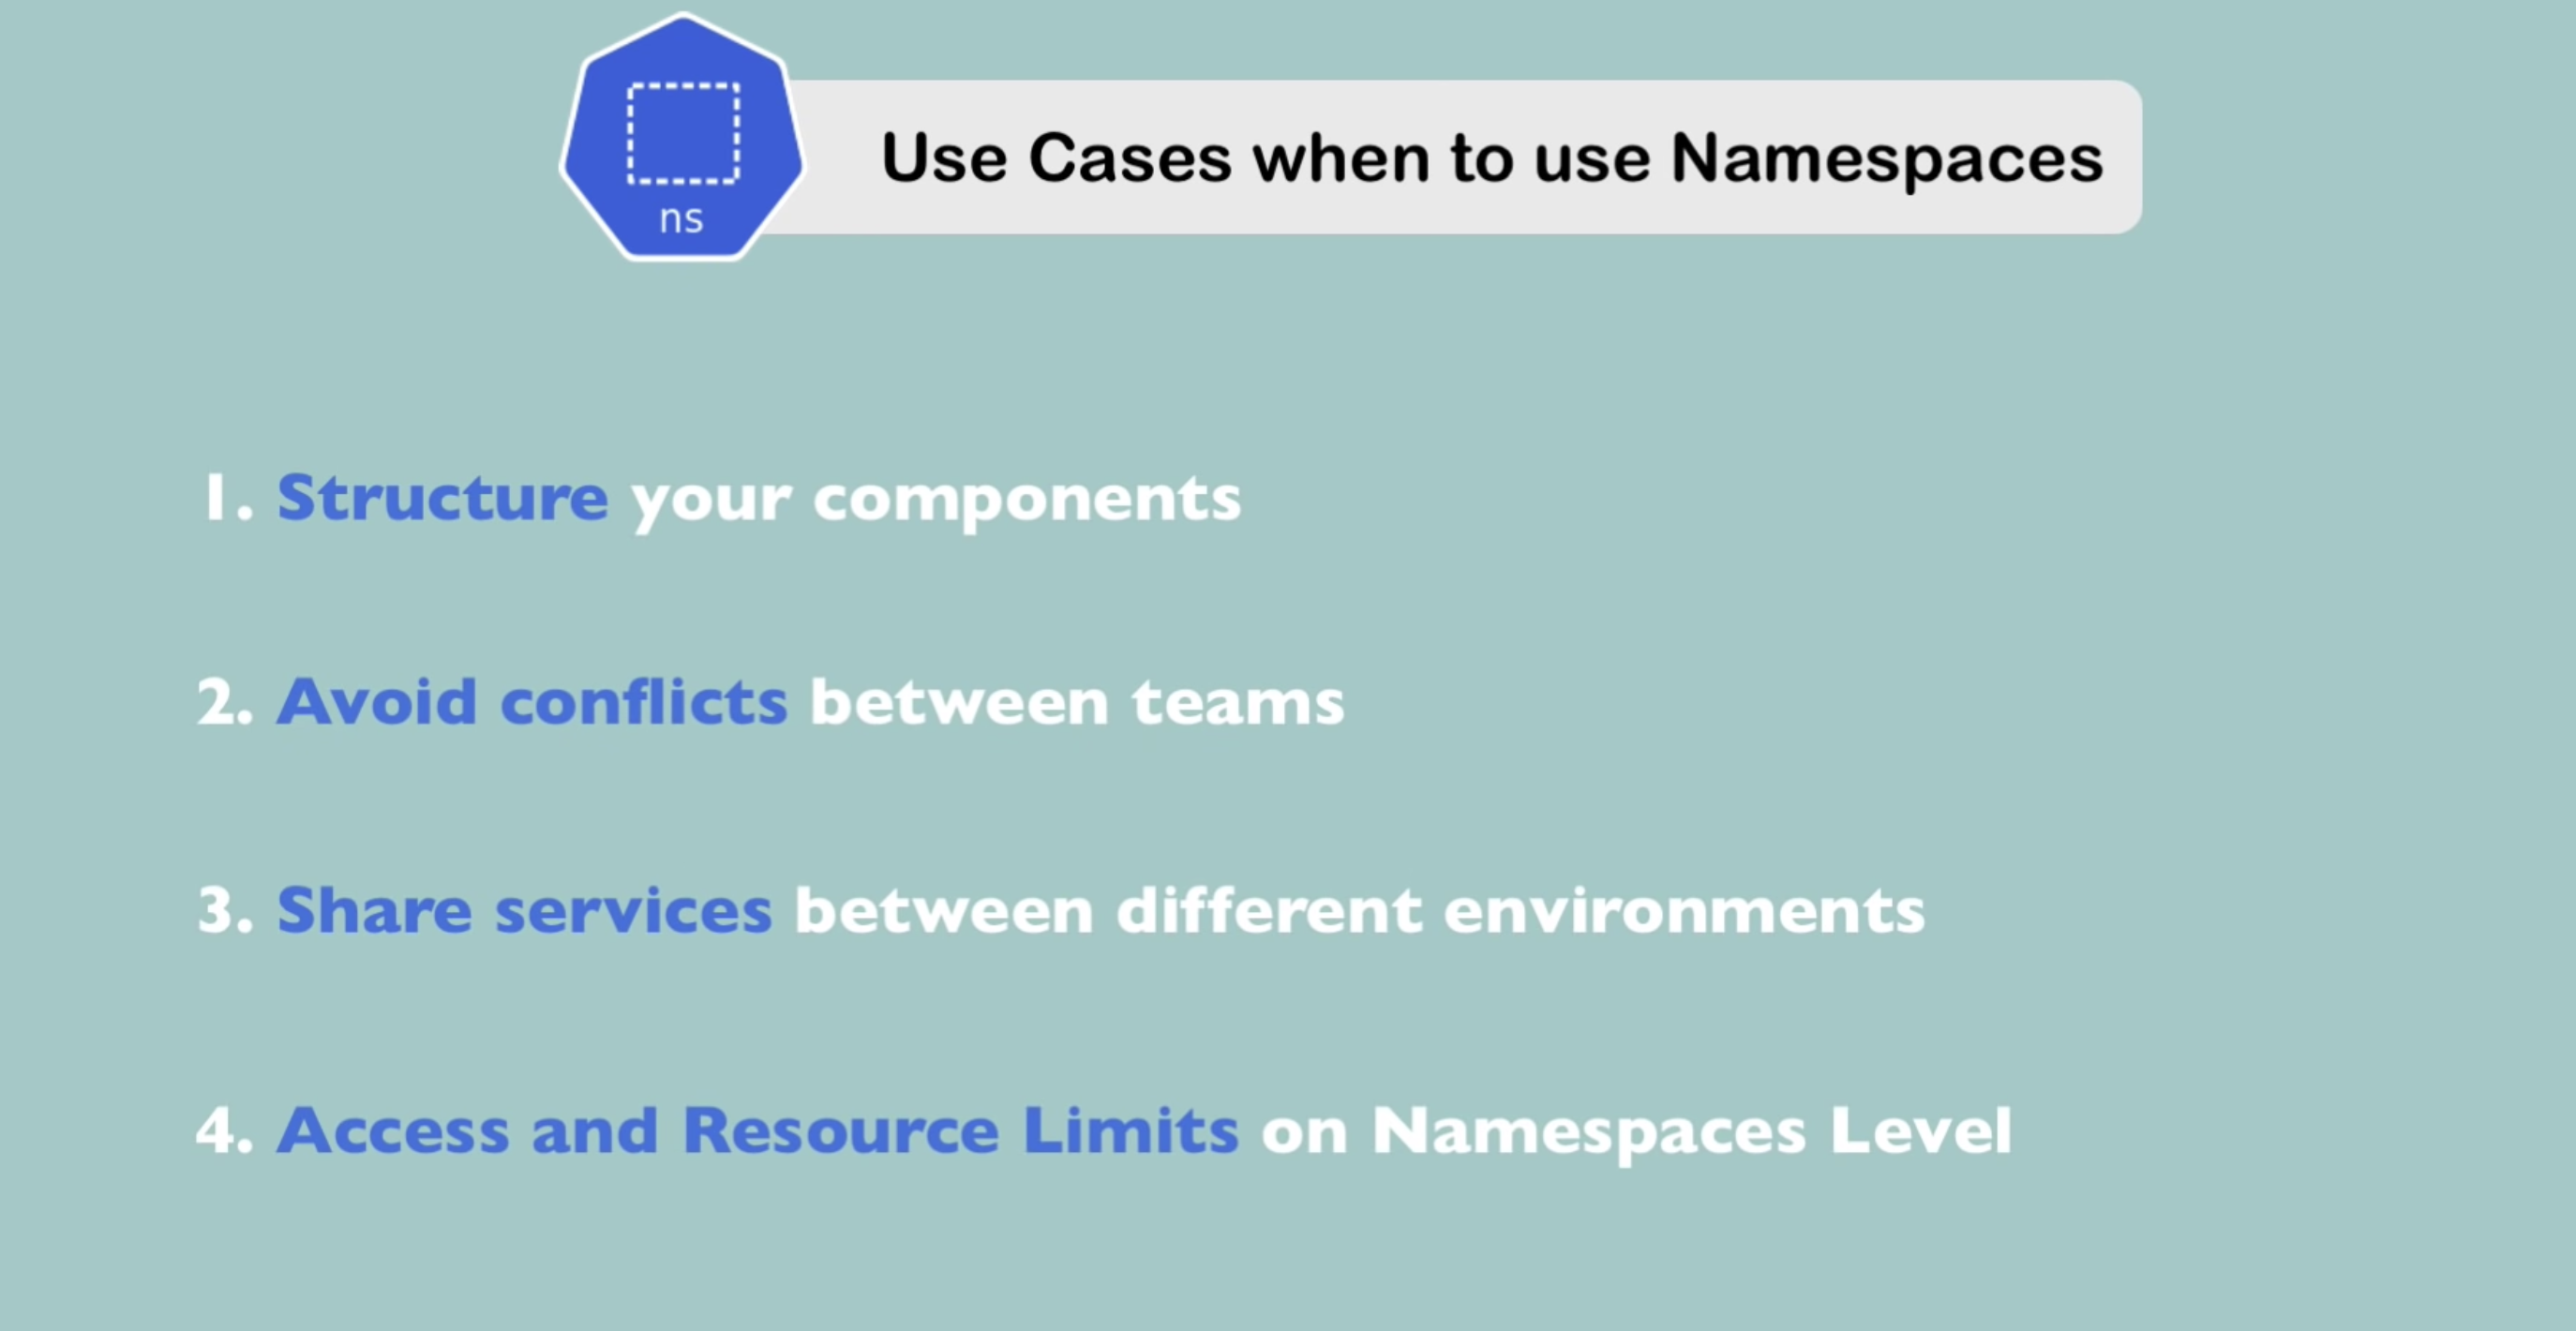 ns
Use Cases when to use Namespaces
1. Structure your components
2. Avoid conflicts between teams
3. Share services between different environments
4. Access and Resource Limits on Namespaces Level